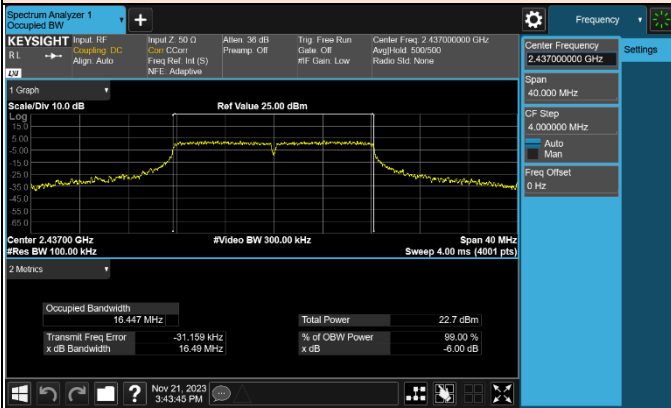 Spectrum Analyzer 1
Occupied BW
Frequency
KEYSIGHT
R L
Input: RF
Coupling: DC
Align: Auto
Input Z: 50 Ω
Corr CCorr
Freq Ref: Int (S)
NFE: Adaptive
Atten: 36 dB
Preamp: Off
Trig: Free Run
Gate: Off
#IF Gain: Low
Center Freq: 2.437000000 GHz
Avg|Hold: 500/500
Radio Std: None
Center Frequency
2.437000000 GHz
Settings
Span
40.000 MHz
CF Step
4.000000 MHz
Auto
Man
Freq Offset
0 Hz
1 Graph
Scale/Div 10.0 dB
Ref Value 25.00 dBm
Log
15.0
5.00
-5.00
-15.0
-25.0
-35.0
-45.0
-55.0
-65.0
Center 2.43700 GHz
#Video BW 300.00 kHz
Span 40 MHz
#Res BW 100.00 kHz
Sweep 4.00 ms (4001 pts)
2 Metrics
Occupied Bandwidth
16.447 MHz
Total Power 22.7 dBm
Transmit Freq Error -31.159 kHz
% of OBW Power 99.00 %
x dB Bandwidth 16.49 MHz
x dB -6.00 dB
Nov 21, 2023
3:43:45 PM